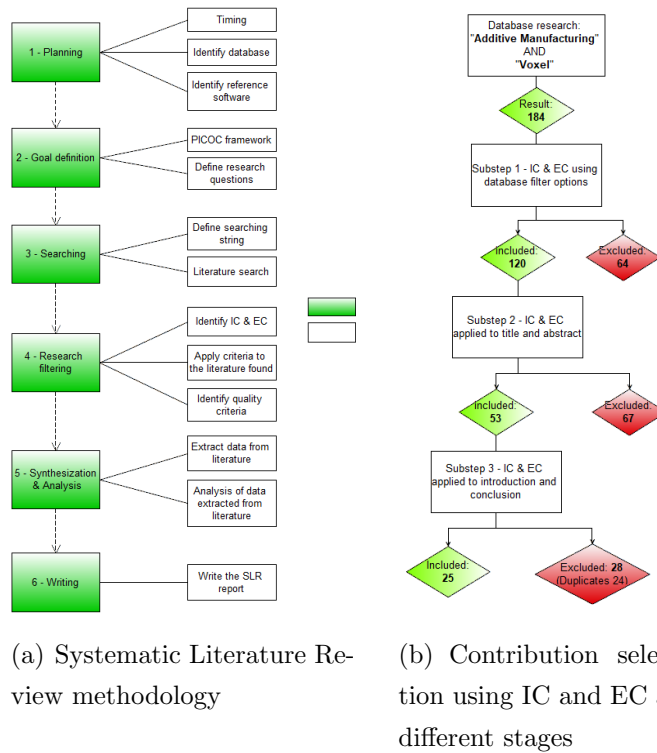 1 - Planning
Timing
Identify database
Identify reference
software
2 - Goal definition
PICOC framework
Define research
questions
3 - Searching
Define searching
string
Literature search
4 - Research
filtering
Identify IC & EC
Apply criteria to
the literature found
Identify quality
criteria
5 - Synthesization
& Analysis
Extract data from
literature
Analysis of data
extracted from
literature
6 - Writing
Write the SLR
report
(a) Systematic Literature Re-
view methodology
Database research:
"Additive Manufacturing"
AND
"Voxel"
Result:
184
Substep 1 - IC & EC using
database filter options
Included:
120
Excluded:
64
Substep 2 - IC & EC
applied to title and abstract
Included:
53
Excluded:
67
Substep 3 - IC & EC
applied to introduction and
conclusion
Included:
25
Excluded: 28
(Duplicates 24)
(b) Contribution selec-
tion using IC and EC
different stages